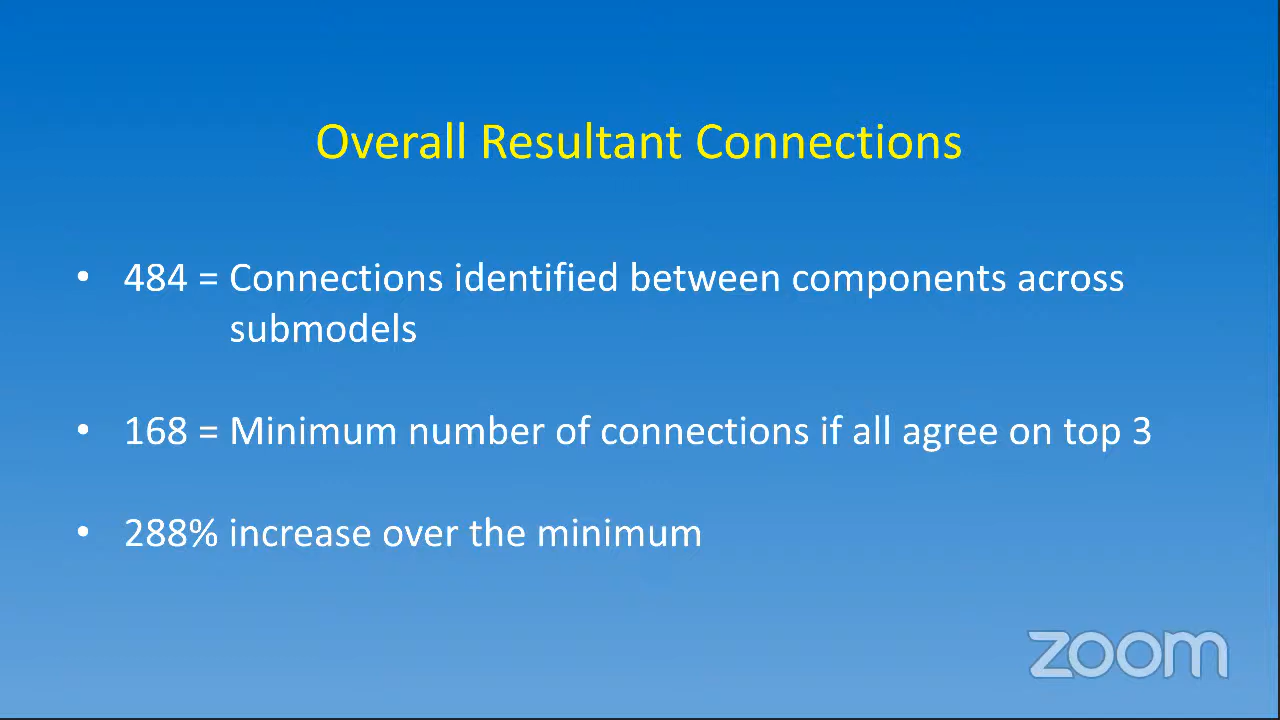 Overall Resultant Connections
• 484 = Connections identified between components across
submodels
• 168 = Minimum number of connections if all agree on top 3
• 288% increase over the minimum
zoom